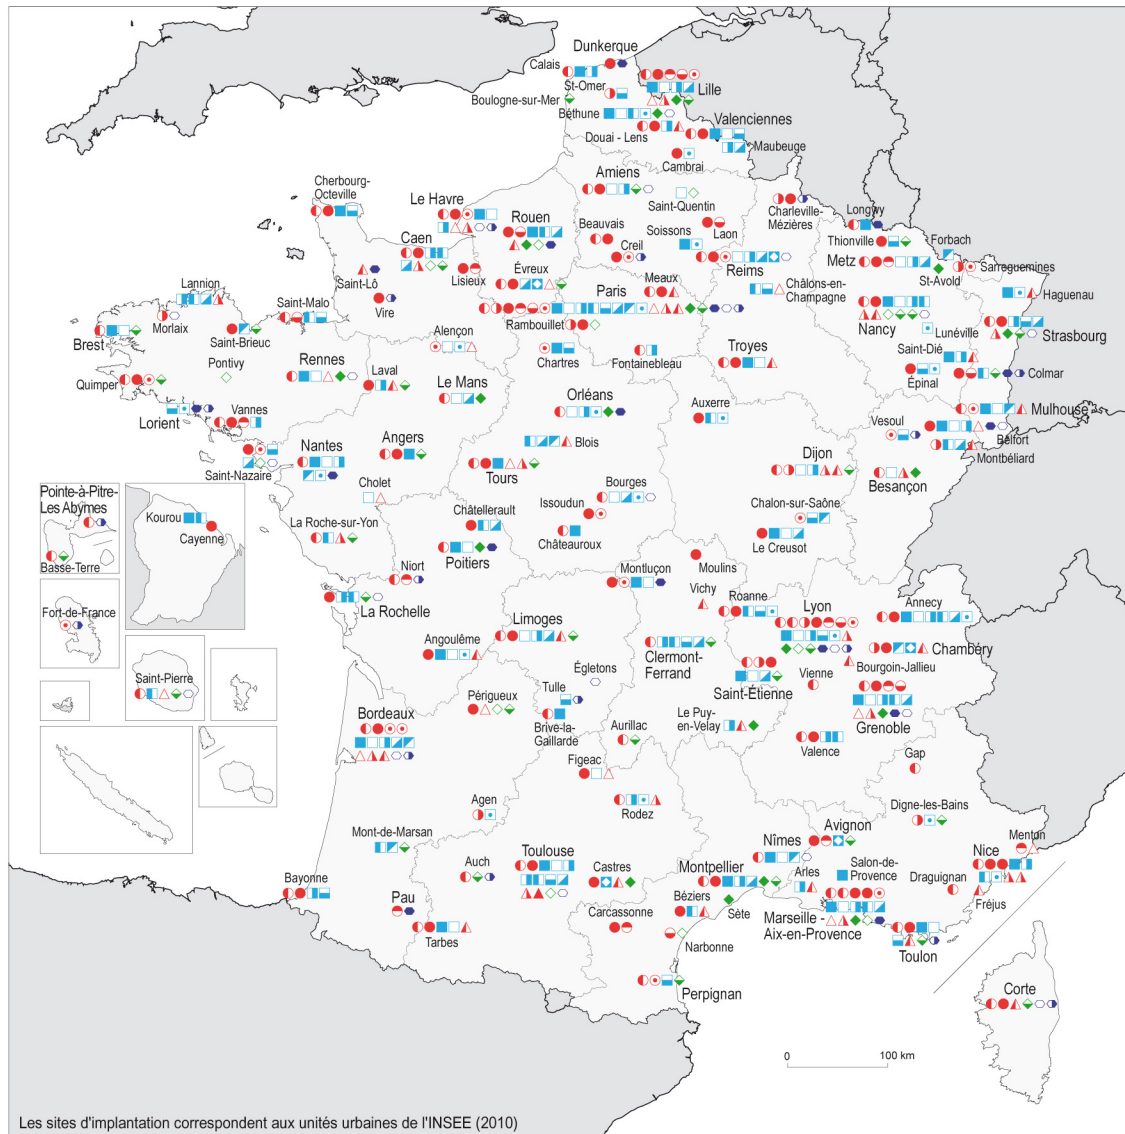 Dunkerque
Calais
St-Omer
Boulogne-sur-Mer
Lille
Béthune
Valenciennes
Douai - Lens
Maubeuge
Cambrai
Amiens
Cherbourg-
Octeville
Le Havre
Saint-Quentin
Charleville-
Mézières
Longwy
Rouen
Beauvais
Soissons
Laon
Thionville
Forbach
Caen
Creil
Metz
Sarreguemines
Lisieux
Évreux
Reims
St-Avold
Saint-Lô
Meaux
Châlons-en-
Champagne
Haguenau
Lannion
Paris
Vire
Saint-Malo
Nancy
Morlaix
Rambouillet
Lunéville
Strasbourg
Brest
Saint-Brieuc
Alençon
Troyes
Saint-Dié
Pontivy
Rennes
Laval
Chartres
Fontainebleau
Épinal
Colmar
Quimper
Le Mans
Orléans
Vannes
Auxerre
Mulhouse
Lorient
Vesoul
Belfort
Nantes
Angers
Blois
Montbéliard
Saint-Nazaire
Dijon
Tours
Besançon
Pointe-à-Pitre-
Les Abymes
Cholet
Bourges
Issoudun
Chalon-sur-Saône
Kourou
Châtellerault
Cayenne
La Roche-sur-Yon
Châteauroux
Le Creusot
Basse-Terre
Poitiers
Moulins
Niort
Montluçon
Vichy
Roanne
Fort-de-France
La Rochelle
Lyon
Annecy
Limoges
Angoulême
Clermont-
Ferrand
Chambéry
Saint-Pierre
Égletons
Vienne
Bourgoin-Jallieu
Saint-Étienne
Périgueux
Tulle
Bordeaux
Brive-la-
Gaillarde
Le Puy-
en-Velay
Grenoble
Aurillac
Valence
Figeac
Gap
Agen
Rodez
Digne-les-Bains
Mont-de-Marsan
Avignon
Nîmes
Menton
Toulouse
Nice
Auch
Castres
Montpellier
Salon-de-
Provence
Bayonne
Arles
Draguignan
Pau
Béziers
Fréjus
Carcassonne
Sète
Marseille -
Aix-en-Provence
Tarbes
Narbonne
Toulon
Perpignan
Corte
0 100 km
Les sites d'implantation correspondent aux unités urbaines de l'INSEE (2010)